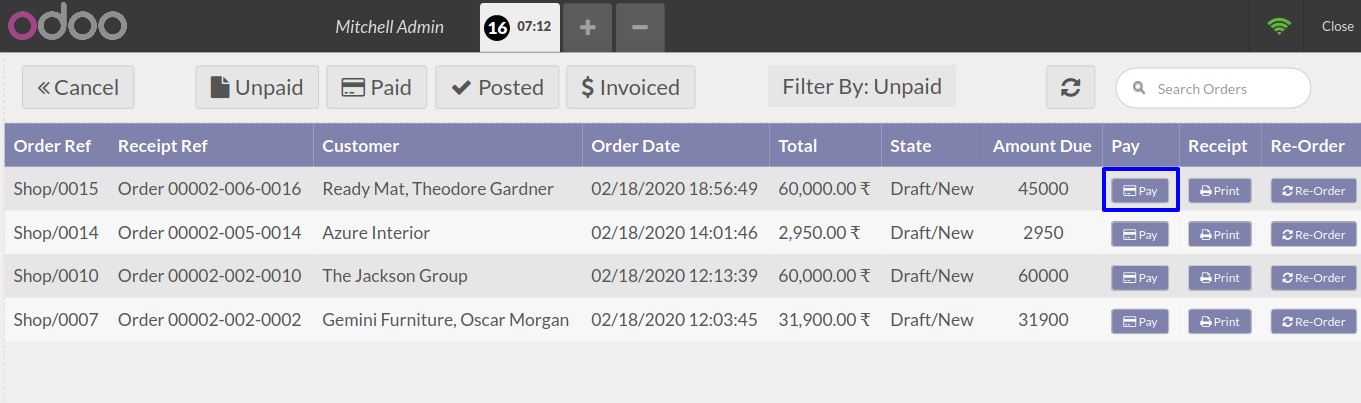 odoo Mitchell Admin 16 07:12 + − Close
Cancel Unpaid Paid Posted Invoiced Filter By: Unpaid Search Orders
Order Ref Receipt Ref Customer Order Date Total State Amount Due Pay Receipt Re-Order
Shop/0015 Order 00002-006-0016 Ready Mat, Theodore Gardner 02/18/2020 18:56:49 60,000.00 ₹ Draft/New 45000 Pay Print Re-Order
Shop/0014 Order 00002-005-0014 Azure Interior 02/18/2020 14:01:46 2,950.00 ₹ Draft/New 2950 Pay Print Re-Order
Shop/0010 Order 00002-002-0010 The Jackson Group 02/18/2020 12:13:39 60,000.00 ₹ Draft/New 60000 Pay Print Re-Order
Shop/0007 Order 00002-002-0002 Gemini Furniture, Oscar Morgan 02/18/2020 12:03:45 31,900.00 ₹ Draft/New 31900 Pay Print Re-Order